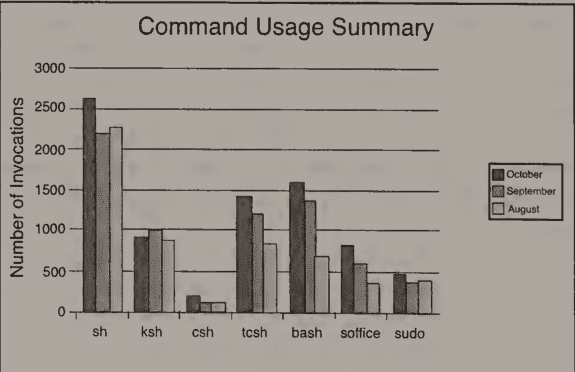 Command Usage Summary
Number of Invocations
3000
2500
2000
1500
1000
500
0
sh ksh csh tcsh bash soffice sudo
October
September
August